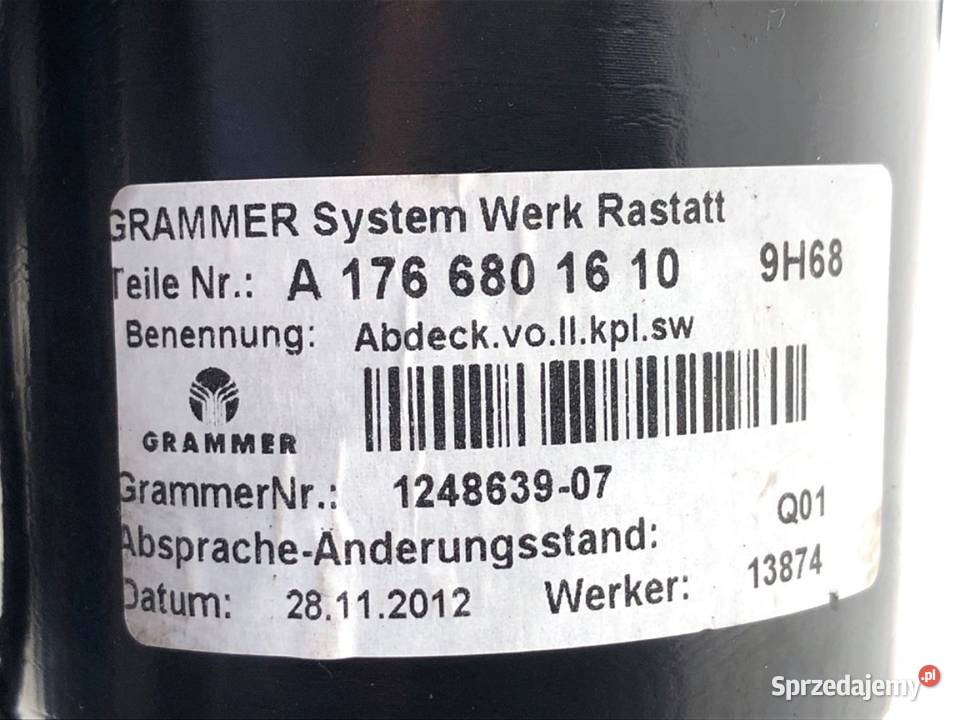 GRAMMER System Werk Rastatt
Teile Nr.: A 176 680 16 10 9H68
Benennung: Abdeck.vo.ll.kpl.sw
GRAMMER
GrammerNr.: 1248639-07
Absprache-Änderungsstand: Q01
Datum: 28.11.2012 Werker: 13874
Sprzedajemy.pl